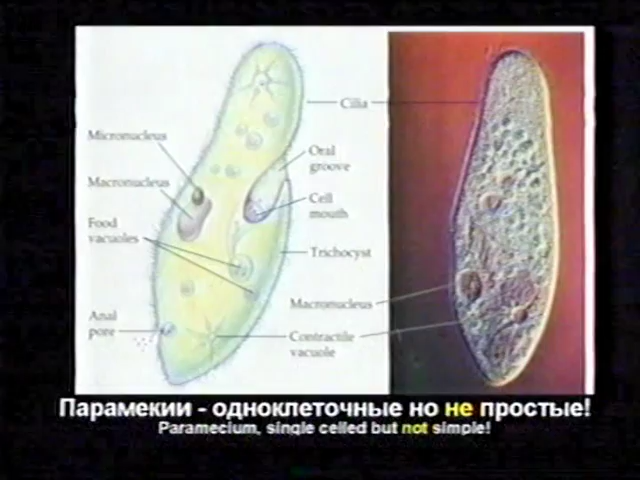 Cilia
Micronucleus
Oral
groove
Macronucleus
Cell
mouth
Food
vacuoles
Trichocyst
Macronucleus
Anal
pore
Contractile
vacuole
Парамекии - одноклеточные но не простые!
Paramecium, single celled but not simple!